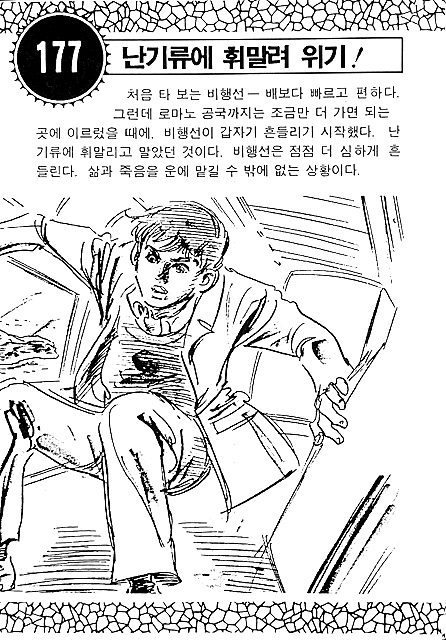 177
난기류에 휘말려 위기!
처음 타 보는 비행선— 배보다 빠르고 편하다.
그런데 로마노 공국까지는 조금만 더 가면 되는
곳에 이르렀을 때에, 비행선이 갑자기 흔들리기 시작했다. 난
기류에 휘말리고 말았던 것이다. 비행선은 점점 더 심하게 흔
들린다. 삶과 죽음을 운에 맡길 수 밖에 없는 상황이다.